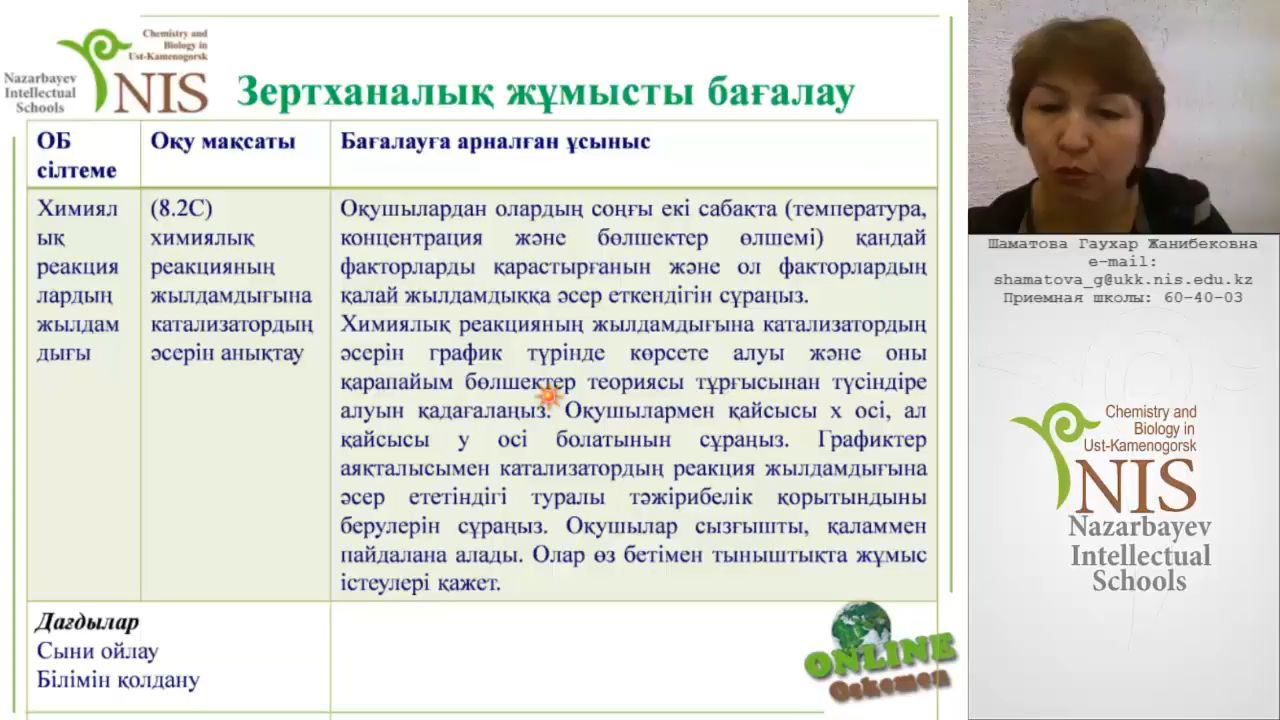 Chemistry and
Biology in
Ust-Kamenogorsk
Nazarbayev
Intellectual
Schools
NIS
Зертханалық жұмысты бағалау
ОБ
сілтеме
Оқу мақсаты
Бағалауға арналған ұсыныс
Химиял
ық
реакция
лардың
жылдам
дығы
(8.2С)
химиялық
реакцияның
жылдамдығына
катализатордың
әсерін анықтау
Оқушылардан олардың соңғы екі сабақта (температура,
концентрация және бөлшектер өлшемі) қандай
факторларды қарастырғанын және ол факторлардың
қалай жылдамдыққа әсер еткендігін сұраңыз.
Химиялық реакцияның жылдамдығына катализатордың
әсерін график түрінде көрсете алуы және оны
қарапайым бөлшектер теориясы тұрғысынан түсіндіре
алуын қадағалаңыз. Оқушылармен қайсысы х осі, ал
қайсысы у осі болатынын сұраңыз. Графиктер
аяқталысымен катализатордың реакция жылдамдығына
әсер ететіндігі туралы тәжірибелік қорытындыны
берулерін сұраңыз. Оқушылар сызғышты, қаламмен
пайдалана алады. Олар өз бетімен тыныштықта жұмыс
істеулері қажет.
Дағдылар
Сыни ойлау
Білімін қолдану
ONLINE
Oskemen
Шаматова Гаухар Жанибековна
e-mail:
shamatova_g@ukk.nis.edu.kz
Приемная школы: 60-40-03
Chemistry and
Biology in
Ust-Kamenogorsk
NIS
Nazarbayev
Intellectual
Schools